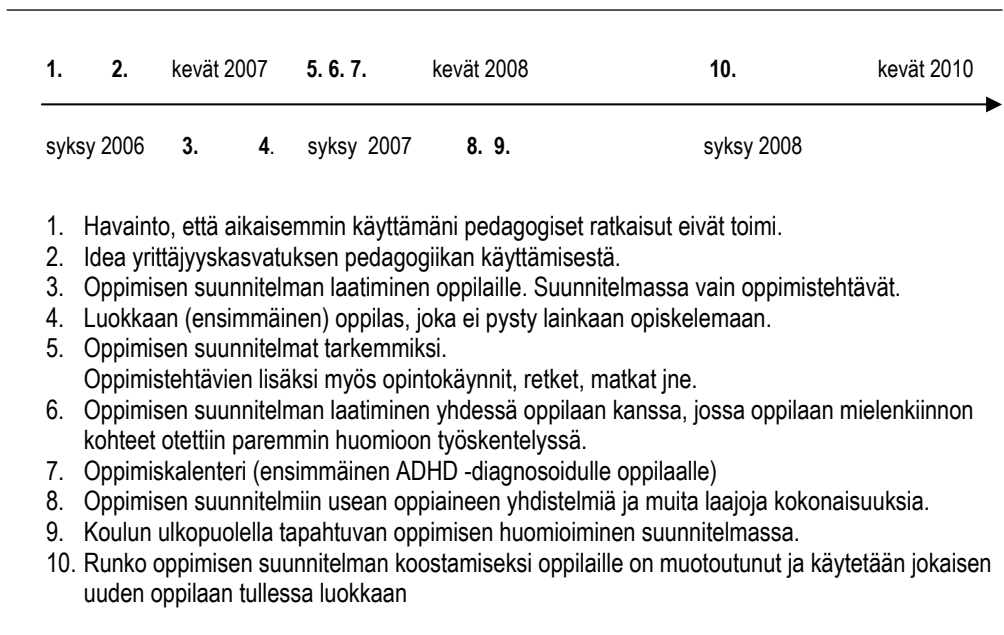 1. 2. kevät 2007 5. 6. 7. kevät 2008 10. kevät 2010
syksy 2006 3. 4. syksy 2007 8. 9. syksy 2008
1. Havainto, että aikaisemmin käyttämäni pedagogiset ratkaisut eivät toimi.
2. Idea yrittäjyyskasvatuksen pedagogiikan käyttämisestä.
3. Oppimisen suunnitelman laatiminen oppilaille. Suunnitelmassa vain oppimistehtävät.
4. Luokkaan (ensimmäinen) oppilas, joka ei pysty lainkaan opiskelemaan.
5. Oppimisen suunnitelmat tarkemmiksi.
Oppimistehtävien lisäksi myös opintokäynnit, retket, matkat jne.
6. Oppimisen suunnitelman laatiminen yhdessä oppilaan kanssa, jossa oppilaan mielenkiinnon
kohteet otettiin paremmin huomioon työskentelyssä.
7. Oppimiskalenteri (ensimmäinen ADHD -diagnosoidulle oppilaalle)
8. Oppimisen suunnitelmiin usean oppiaineen yhdistelmiä ja muita laajoja kokonaisuuksia.
9. Koulun ulkopuolella tapahtuvan oppimisen huomioiminen suunnitelmassa.
10. Runko oppimisen suunnitelman koostamiseksi oppilaille on muotoutunut ja käytetään jokaisen
uuden oppilaan tullessa luokkaan